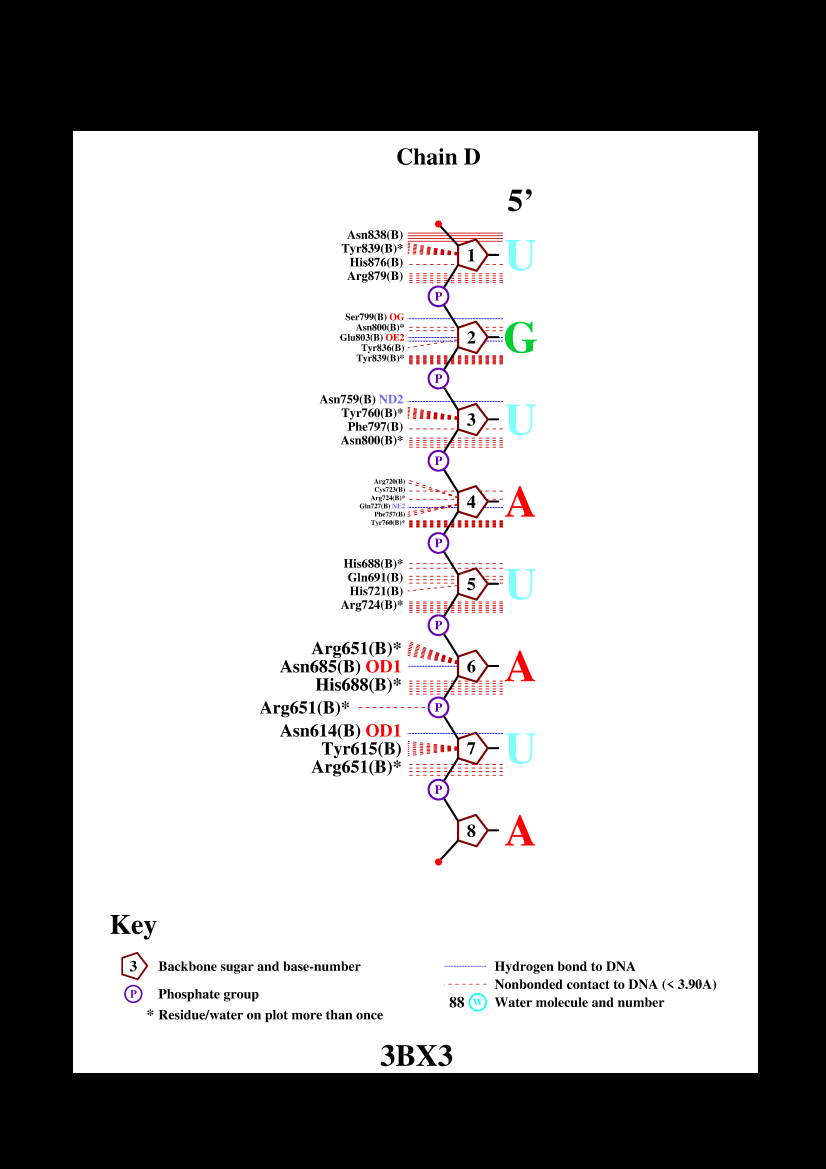 Chain D
5’
Asn838(B)
Tyr839(B)*
His876(B)
Arg879(B)
1 U
P
Ser799(B) OG
Asn800(B)*
Glu803(B) OE2
Tyr836(B)
Tyr839(B)*
2 G
P
Asn759(B) ND2
Tyr760(B)*
Phe797(B)
Asn800(B)*
3 U
P
Arg720(B)
Cys723(B)
Arg724(B)*
Gln727(B) NE2
Phe757(B)
Tyr760(B)*
4 A
P
His688(B)*
Gln691(B)
His721(B)
Arg724(B)*
5 U
P
Arg651(B)*
Asn685(B) OD1
His688(B)*
6 A
Arg651(B)* P
Asn614(B) OD1
Tyr615(B)
Arg651(B)*
7 U
P
8 A
Key
3 Backbone sugar and base-number
P Phosphate group
* Residue/water on plot more than once
Hydrogen bond to DNA
Nonbonded contact to DNA (< 3.90A)
88 W Water molecule and number
3BX3